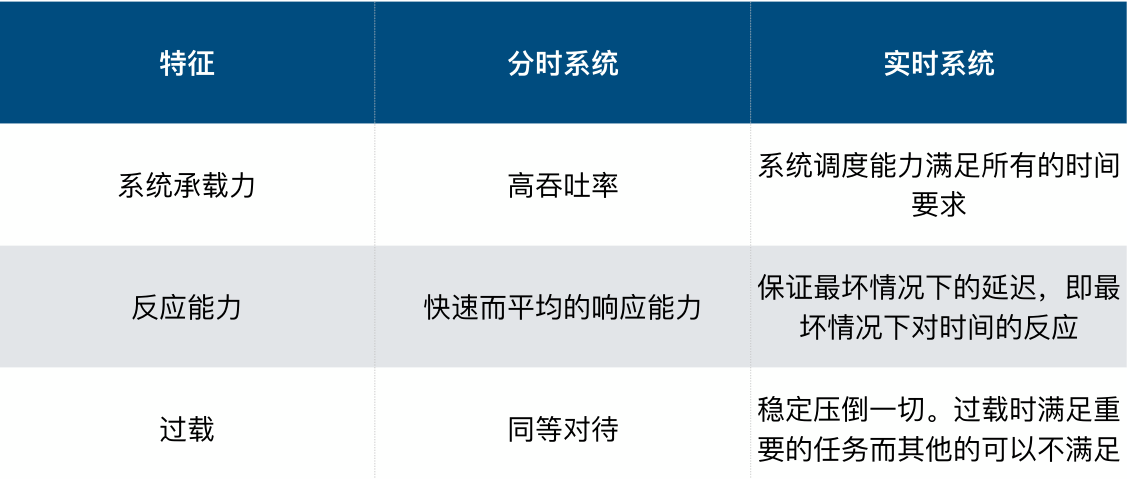 特征
分时系统
实时系统
系统承载力
高吞吐率
系统调度能力满足所有的时间
要求
反应能力
快速而平均的响应能力
保证最坏情况下的延迟，即最
坏情况下对时间的反应
过载
同等对待
稳定压倒一切。过载时满足重
要的任务而其他的可以不满足